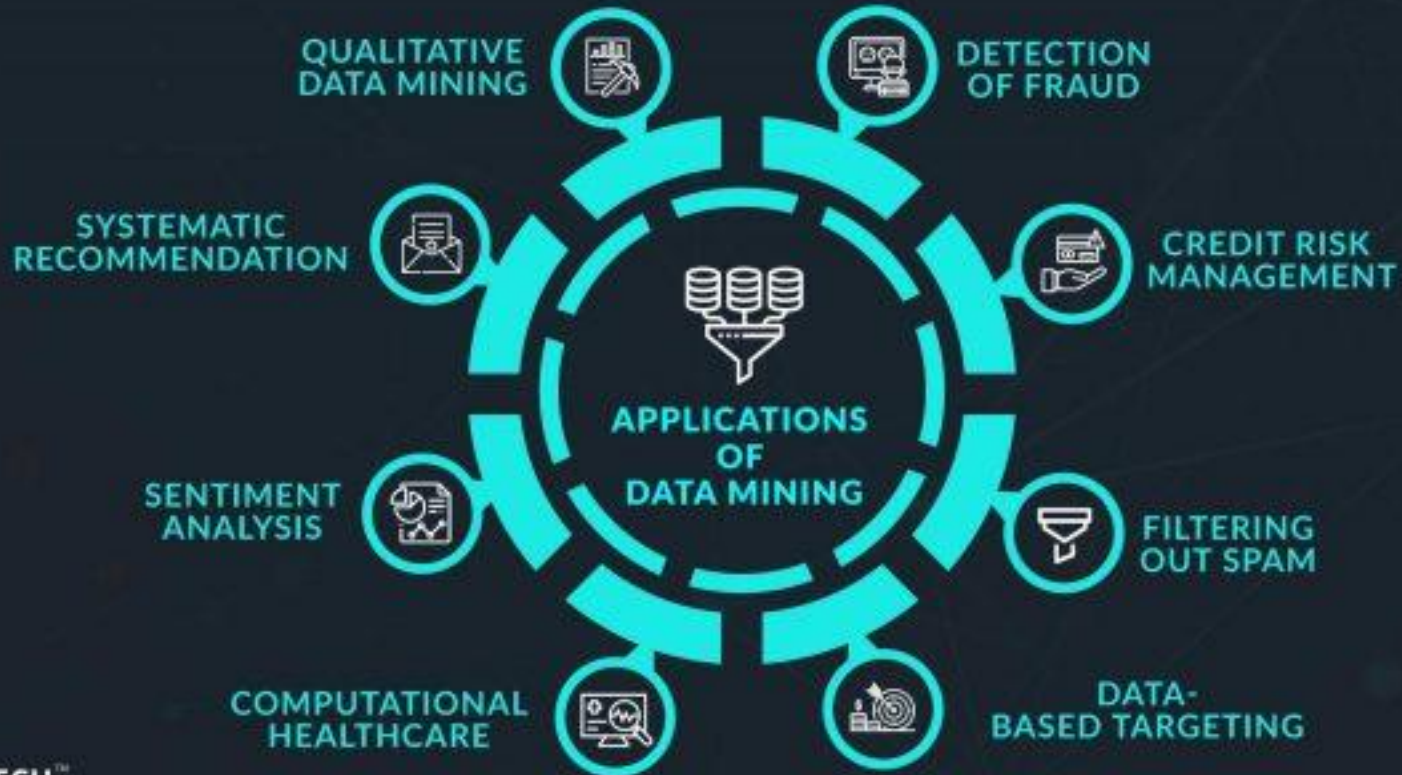 QUALITATIVE
DATA MINING
DETECTION
OF FRAUD
SYSTEMATIC
RECOMMENDATION
CREDIT RISK
MANAGEMENT
APPLICATIONS
OF
DATA MINING
SENTIMENT
ANALYSIS
FILTERING
OUT SPAM
COMPUTATIONAL
HEALTHCARE
DATA-
BASED TARGETING